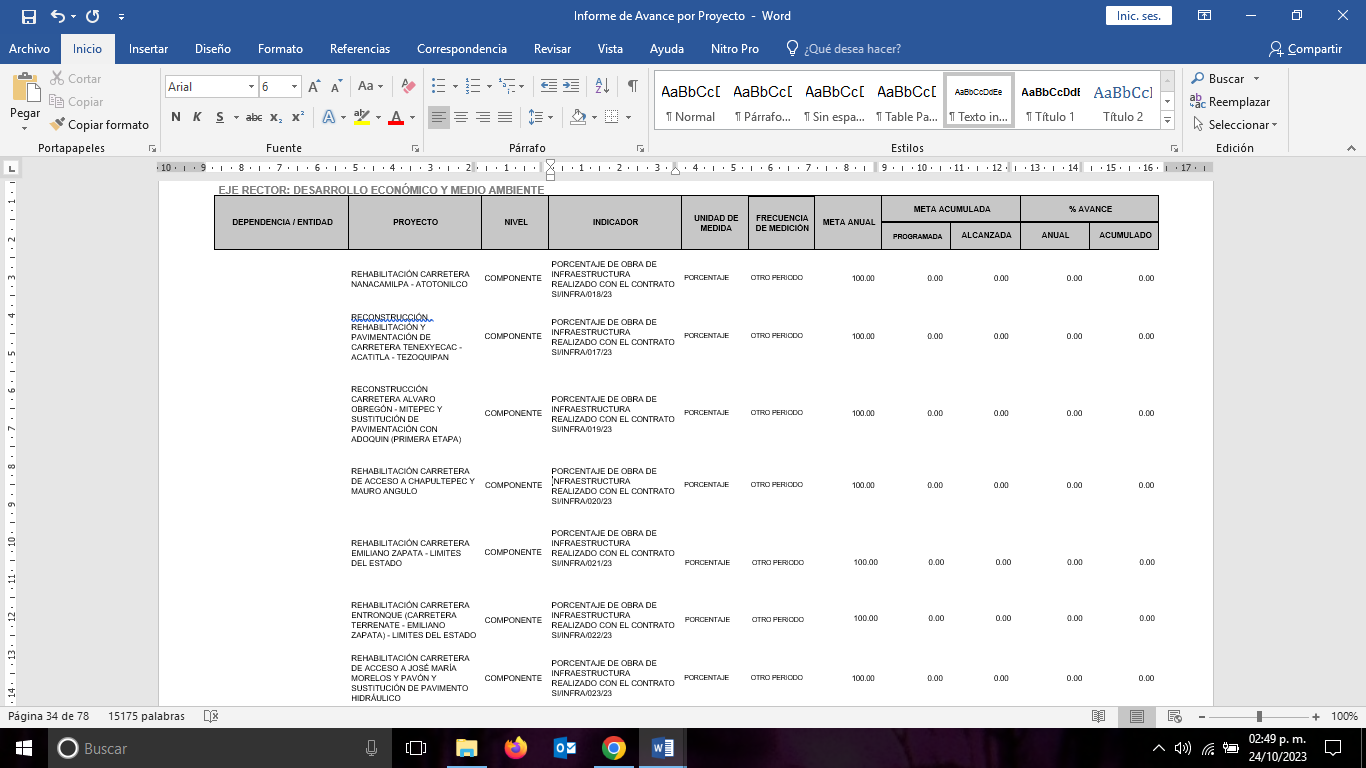 Informe de Avance por Proyecto - Word
Inic. ses.
Archivo Inicio Insertar Diseño Formato Referencias Correspondencia Revisar Vista Ayuda Nitro Pro ¿Qué desea hacer? Compartir
Pegar
Cortar
Copiar
Copiar formato
Portapapeles
Arial 6
Aa
N K S abc x₂ x²
Fuente
Párrafo
AaBbCcDdEe
¶ Normal
¶ Párrafo...
¶ Sin espa...
¶ Table Pa...
¶ Texto in...
¶ Título 1
Título 2
Estilos
Buscar
Reemplazar
Seleccionar
Edición
EJE RECTOR: DESARROLLO ECONÓMICO Y MEDIO AMBIENTE
DEPENDENCIA / ENTIDAD
PROYECTO
NIVEL
INDICADOR
UNIDAD DE
MEDIDA
FRECUENCIA
DE MEDICIÓN
META ANUAL
META ACUMULADA
PROGRAMADA
ALCANZADA
% AVANCE
ANUAL
ACUMULADO
REHABILITACIÓN CARRETERA
NANACAMILPA - ATOTONILCO
COMPONENTE
PORCENTAJE DE OBRA DE
INFRAESTRUCTURA
REALIZADO CON EL CONTRATO
SI/INFRA/018/23
PORCENTAJE
OTRO PERIODO
100.00 0.00 0.00 0.00 0.00
RECONSTRUCCIÓN ,
REHABILITACIÓN Y
PAVIMENTACIÓN DE
CARRETERA TENEXYECAC -
ACATITLA - TEZOQUIPAN
COMPONENTE
PORCENTAJE DE OBRA DE
INFRAESTRUCTURA
REALIZADO CON EL CONTRATO
SI/INFRA/017/23
PORCENTAJE
OTRO PERIODO
100.00 0.00 0.00 0.00 0.00
RECONSTRUCCIÓN
CARRETERA ALVARO
OBREGÓN - MITEPEC Y
SUSTITUCIÓN DE
PAVIMENTACIÓN CON
ADOQUIN (PRIMERA ETAPA)
COMPONENTE
PORCENTAJE DE OBRA DE
INFRAESTRUCTURA
REALIZADO CON EL CONTRATO
SI/INFRA/019/23
PORCENTAJE
OTRO PERIODO
100.00 0.00 0.00 0.00 0.00
REHABILITACIÓN CARRETERA
DE ACCESO A CHAPULTEPEC Y
MAURO ANGULO
COMPONENTE
PORCENTAJE DE OBRA DE
INFRAESTRUCTURA
REALIZADO CON EL CONTRATO
SI/INFRA/020/23
PORCENTAJE
OTRO PERIODO
100.00 0.00 0.00 0.00 0.00
REHABILITACIÓN CARRETERA
EMILIANO ZAPATA - LIMITES
DEL ESTADO
COMPONENTE
PORCENTAJE DE OBRA DE
INFRAESTRUCTURA
REALIZADO CON EL CONTRATO
SI/INFRA/021/23
PORCENTAJE
OTRO PERIODO
100.00 0.00 0.00 0.00 0.00
REHABILITACIÓN CARRETERA
ENTRONQUE (CARRETERA
TERRENATE - EMILIANO
ZAPATA) - LIMITES DEL ESTADO
COMPONENTE
PORCENTAJE DE OBRA DE
INFRAESTRUCTURA
REALIZADO CON EL CONTRATO
SI/INFRA/022/23
PORCENTAJE
OTRO PERIODO
100.00 0.00 0.00 0.00 0.00
REHABILITACIÓN CARRETERA
DE ACCESO A JOSÉ MARÍA
MORELOS Y PAVÓN Y
SUSTITUCIÓN DE PAVIMENTO
HIDRÁULICO
COMPONENTE
PORCENTAJE DE OBRA DE
INFRAESTRUCTURA
REALIZADO CON EL CONTRATO
SI/INFRA/023/23
PORCENTAJE
OTRO PERIODO
100.00 0.00 0.00 0.00 0.00
Página 34 de 78 15175 palabras
100%
Buscar
02:49 p. m.
24/10/2023